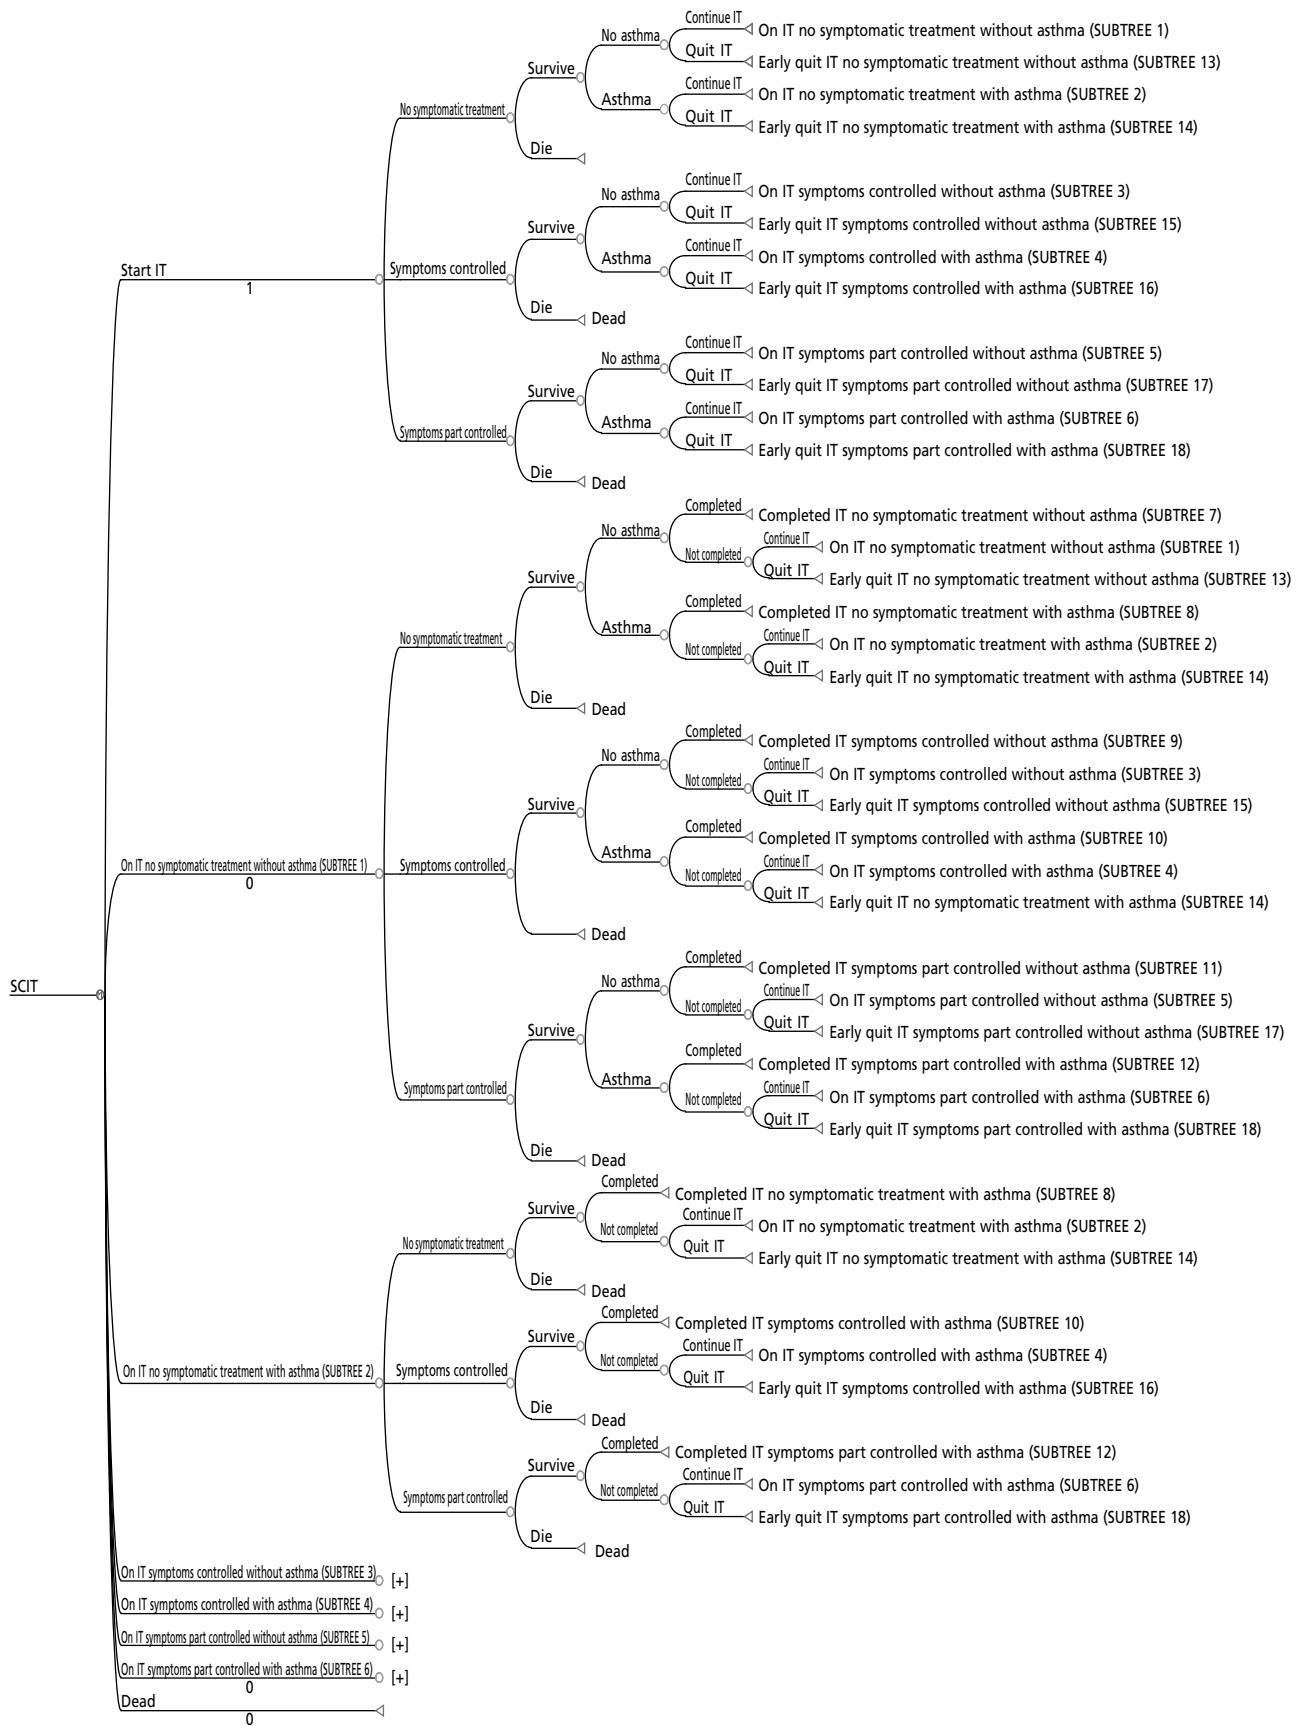 SCIT
Start IT
1
No symptomatic treatment
Survive
No asthma
Continue IT
On IT no symptomatic treatment without asthma (SUBTREE 1)
Quit IT
Early quit IT no symptomatic treatment without asthma (SUBTREE 13)
Asthma
Continue IT
On IT no symptomatic treatment with asthma (SUBTREE 2)
Quit IT
Early quit IT no symptomatic treatment with asthma (SUBTREE 14)
Die
Symptoms controlled
Survive
No asthma
Continue IT
On IT symptoms controlled without asthma (SUBTREE 3)
Quit IT
Early quit IT symptoms controlled without asthma (SUBTREE 15)
Asthma
Continue IT
On IT symptoms controlled with asthma (SUBTREE 4)
Quit IT
Early quit IT symptoms controlled with asthma (SUBTREE 16)
Die
Dead
Symptoms part controlled
Survive
No asthma
Continue IT
On IT symptoms part controlled without asthma (SUBTREE 5)
Quit IT
Early quit IT symptoms part controlled without asthma (SUBTREE 17)
Asthma
Continue IT
On IT symptoms part controlled with asthma (SUBTREE 6)
Quit IT
Early quit IT symptoms part controlled with asthma (SUBTREE 18)
Die
Dead
On IT no symptomatic treatment without asthma (SUBTREE 1)
0
No symptomatic treatment
Survive
No asthma
Completed
Completed IT no symptomatic treatment without asthma (SUBTREE 7)
Not completed
Continue IT
On IT no symptomatic treatment without asthma (SUBTREE 1)
Quit IT
Early quit IT no symptomatic treatment without asthma (SUBTREE 13)
Asthma
Completed
Completed IT no symptomatic treatment with asthma (SUBTREE 8)
Not completed
Continue IT
On IT no symptomatic treatment with asthma (SUBTREE 2)
Quit IT
Early quit IT no symptomatic treatment with asthma (SUBTREE 14)
Die
Dead
Symptoms controlled
Survive
No asthma
Completed
Completed IT symptoms controlled without asthma (SUBTREE 9)
Not completed
Continue IT
On IT symptoms controlled without asthma (SUBTREE 3)
Quit IT
Early quit IT symptoms controlled without asthma (SUBTREE 15)
Asthma
Completed
Completed IT symptoms controlled with asthma (SUBTREE 10)
Not completed
Continue IT
On IT symptoms controlled with asthma (SUBTREE 4)
Quit IT
Early quit IT no symptomatic treatment with asthma (SUBTREE 14)
Dead
Symptoms part controlled
Survive
No asthma
Completed
Completed IT symptoms part controlled without asthma (SUBTREE 11)
Not completed
Continue IT
On IT symptoms part controlled without asthma (SUBTREE 5)
Quit IT
Early quit IT symptoms part controlled without asthma (SUBTREE 17)
Asthma
Completed
Completed IT symptoms part controlled with asthma (SUBTREE 12)
Not completed
Continue IT
On IT symptoms part controlled with asthma (SUBTREE 6)
Quit IT
Early quit IT symptoms part controlled with asthma (SUBTREE 18)
Die
Dead
On IT no symptomatic treatment with asthma (SUBTREE 2)
No symptomatic treatment
Survive
Completed
Completed IT no symptomatic treatment with asthma (SUBTREE 8)
Not completed
Continue IT
On IT no symptomatic treatment with asthma (SUBTREE 2)
Quit IT
Early quit IT no symptomatic treatment with asthma (SUBTREE 14)
Die
Dead
Symptoms controlled
Survive
Completed
Completed IT symptoms controlled with asthma (SUBTREE 10)
Not completed
Continue IT
On IT symptoms controlled with asthma (SUBTREE 4)
Quit IT
Early quit IT symptoms controlled with asthma (SUBTREE 16)
Die
Dead
Symptoms part controlled
Survive
Completed
Completed IT symptoms part controlled with asthma (SUBTREE 12)
Not completed
Continue IT
On IT symptoms part controlled with asthma (SUBTREE 6)
Quit IT
Early quit IT symptoms part controlled with asthma (SUBTREE 18)
Die
Dead
On IT symptoms controlled without asthma (SUBTREE 3)
[+]
On IT symptoms controlled with asthma (SUBTREE 4)
[+]
On IT symptoms part controlled without asthma (SUBTREE 5)
[+]
On IT symptoms part controlled with asthma (SUBTREE 6)
[+]
0
Dead
0